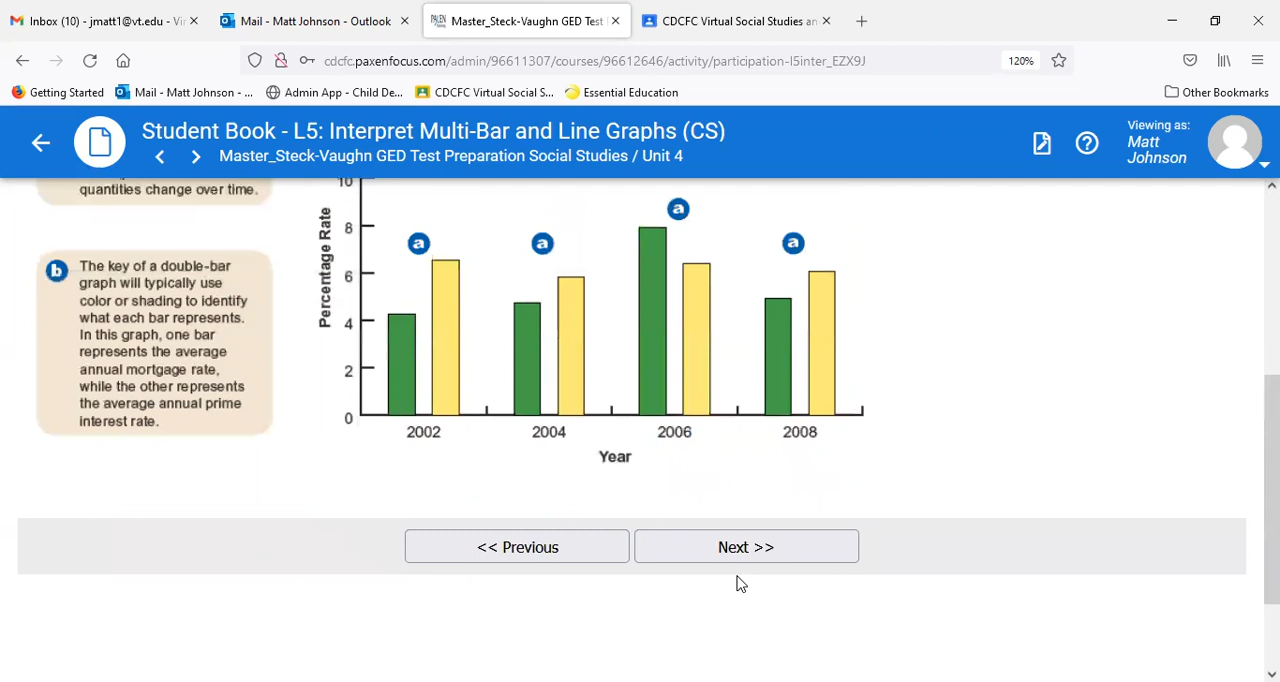 Inbox (10) - jmatt1@vt.edu - Vir
Mail - Matt Johnson - Outlook
Master_Steck-Vaughn GED Test
CDCFC Virtual Social Studies an
cdcfc.paxenfocus.com/admin/96611307/courses/96612646/activity/participation-l5inter_EZX9J
120%
Getting Started
Mail - Matt Johnson - ...
Admin App - Child De...
CDCFC Virtual Social S...
Essential Education
Other Bookmarks
Student Book - L5: Interpret Multi-Bar and Line Graphs (CS)
Master_Steck-Vaughn GED Test Preparation Social Studies / Unit 4
Viewing as:
Matt
Johnson
quantities change over time.
b
The key of a double-bar
graph will typically use
color or shading to identify
what each bar represents.
In this graph, one bar
represents the average
annual mortgage rate,
while the other represents
the average annual prime
interest rate.
Percentage Rate
10
8
6
4
2
0
a
a
a
a
2002
2004
2006
2008
Year
<< Previous
Next >>